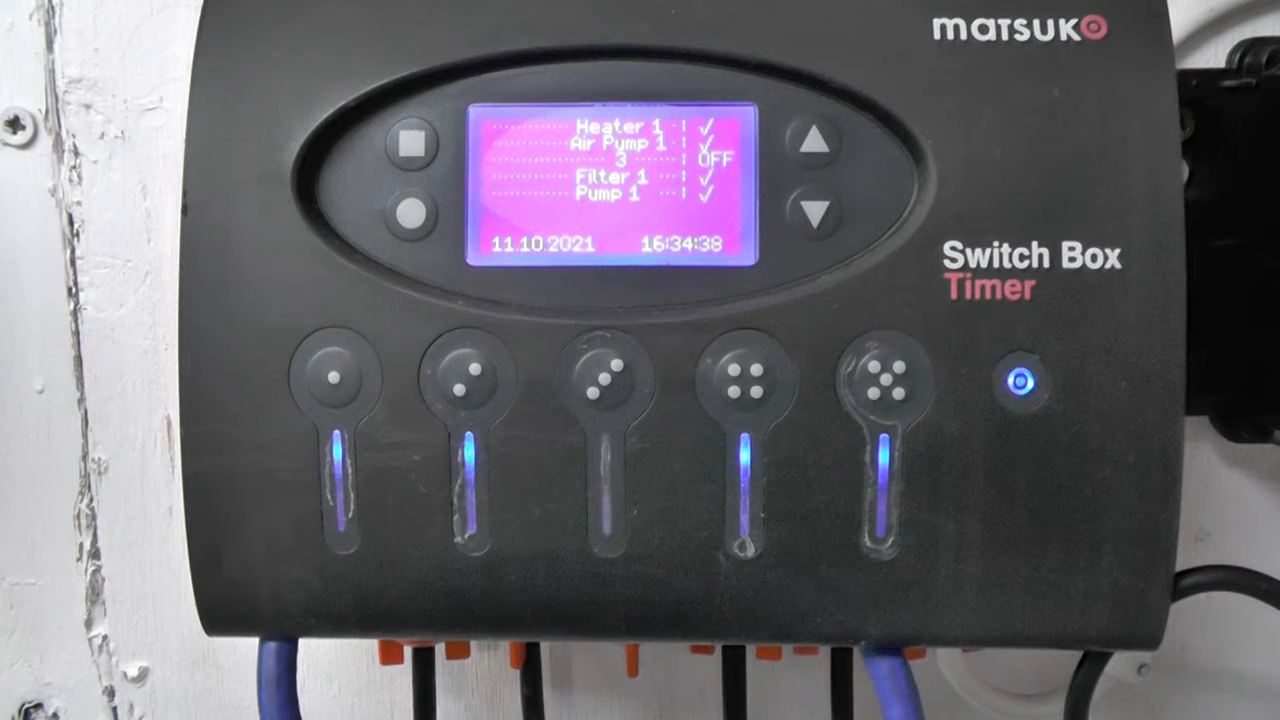 matsuko
Heater 1 ✓
Air Pump 1 ✓
3 OFF
Filter 1 ✓
Pump 1 ✓
11.10.2021 16:34:38
Switch Box
Timer